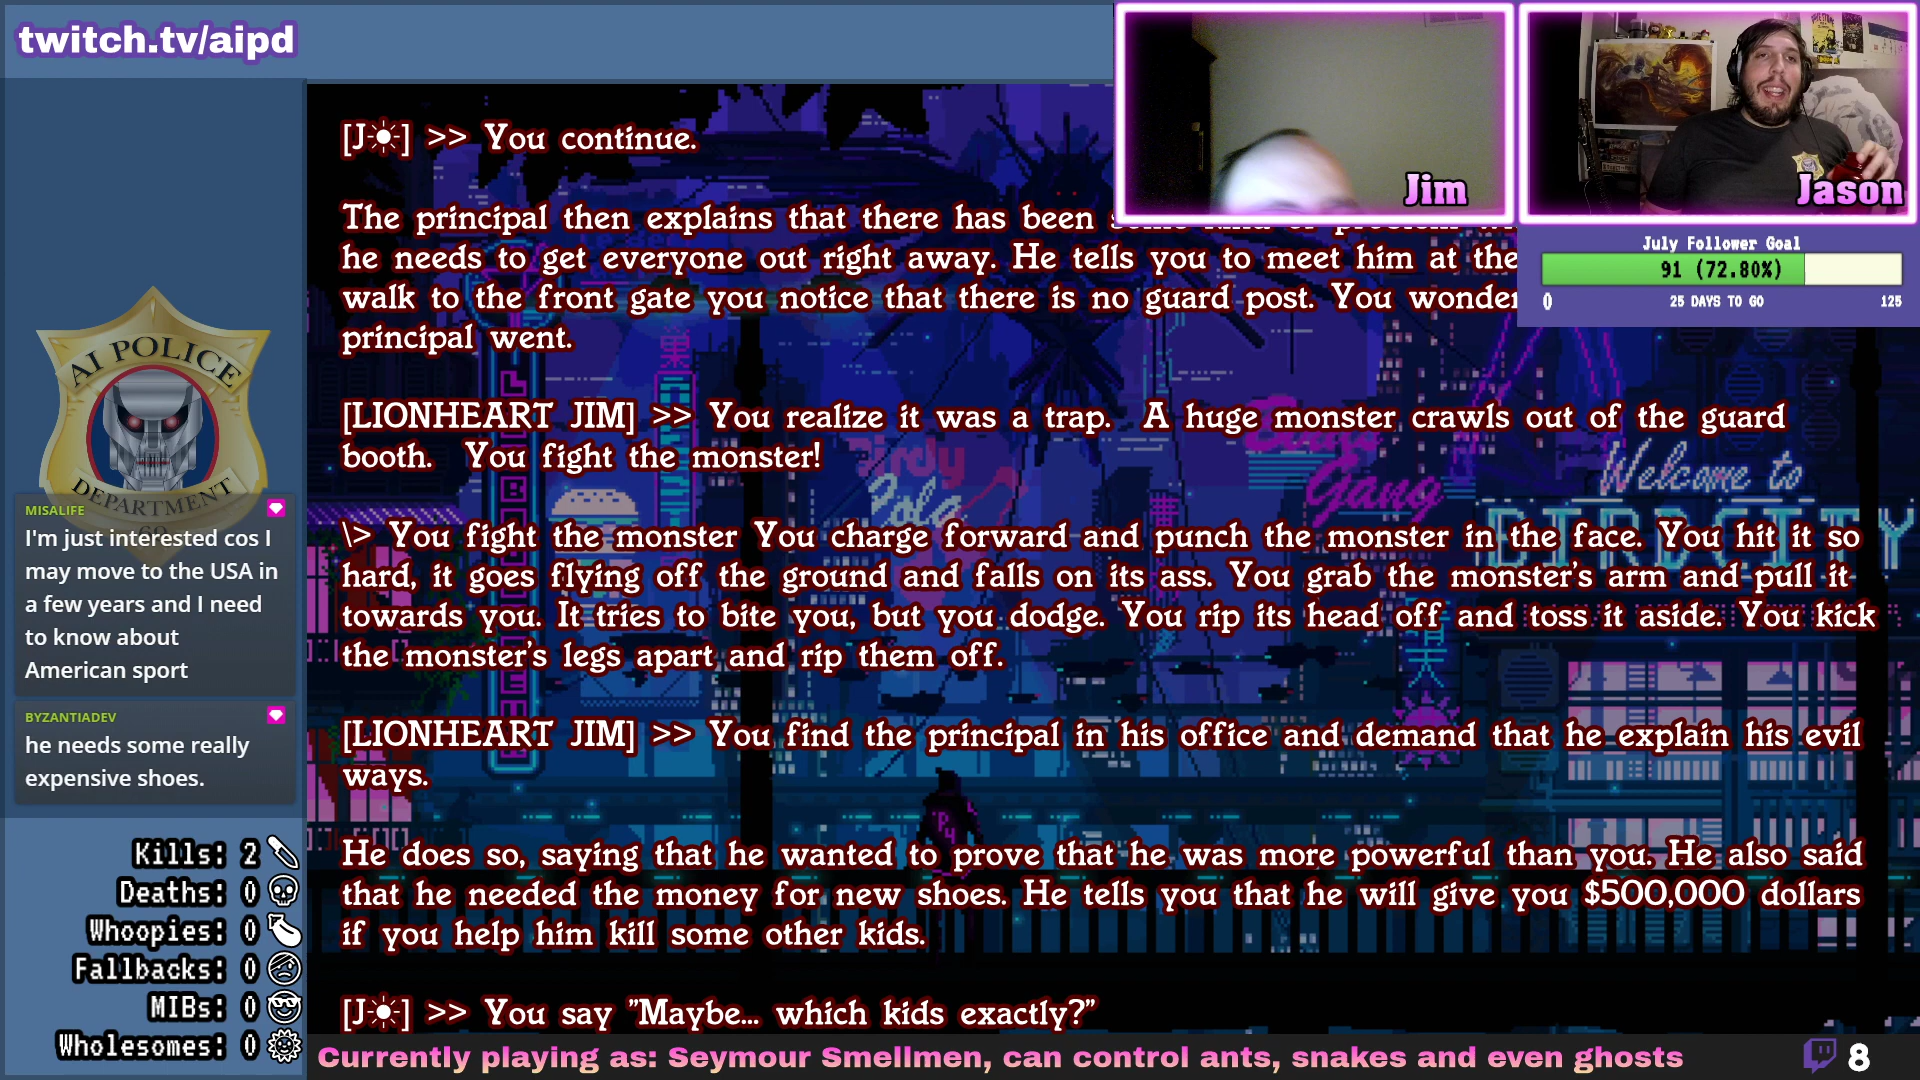 twitch.tv/aipd
[J☀] >> You continue.
The principal then explains that there has been
he needs to get everyone out right away. He tells you to meet him at the
walk to the front gate you notice that there is no guard post. You wonder
principal went.
[LIONHEART JIM] >> You realize it was a trap. A huge monster crawls out of the guard
booth. You fight the monster!
\> You fight the monster You charge forward and punch the monster in the face. You hit it so
hard, it goes flying off the ground and falls on its ass. You grab the monster's arm and pull it
towards you. It tries to bite you, but you dodge. You rip its head off and toss it aside. You kick
the monster's legs apart and rip them off.
[LIONHEART JIM] >> You find the principal in his office and demand that he explain his evil
ways.
He does so, saying that he wanted to prove that he was more powerful than you. He also said
that he needed the money for new shoes. He tells you that he will give you $500,000 dollars
if you help him kill some other kids.
[J☀] >> You say "Maybe... which kids exactly?"
Jim
Jason
July Follower Goal
91 (72.80%)
0 25 DAYS TO GO 125
Welcome to
BIRDCITY
Gang
AI POLICE
DEPARTMENT
MISALIFE
I'm just interested cos I
may move to the USA in
a few years and I need
to know about
American sport
BYZANTIADEV
he needs some really
expensive shoes.
Kills: 2
Deaths: 0
Whoopies: 0
Fallbacks: 0
MIBs: 0
Wholesomes: 0
Currently playing as: Seymour Smellmen, can control ants, snakes and even ghosts
8